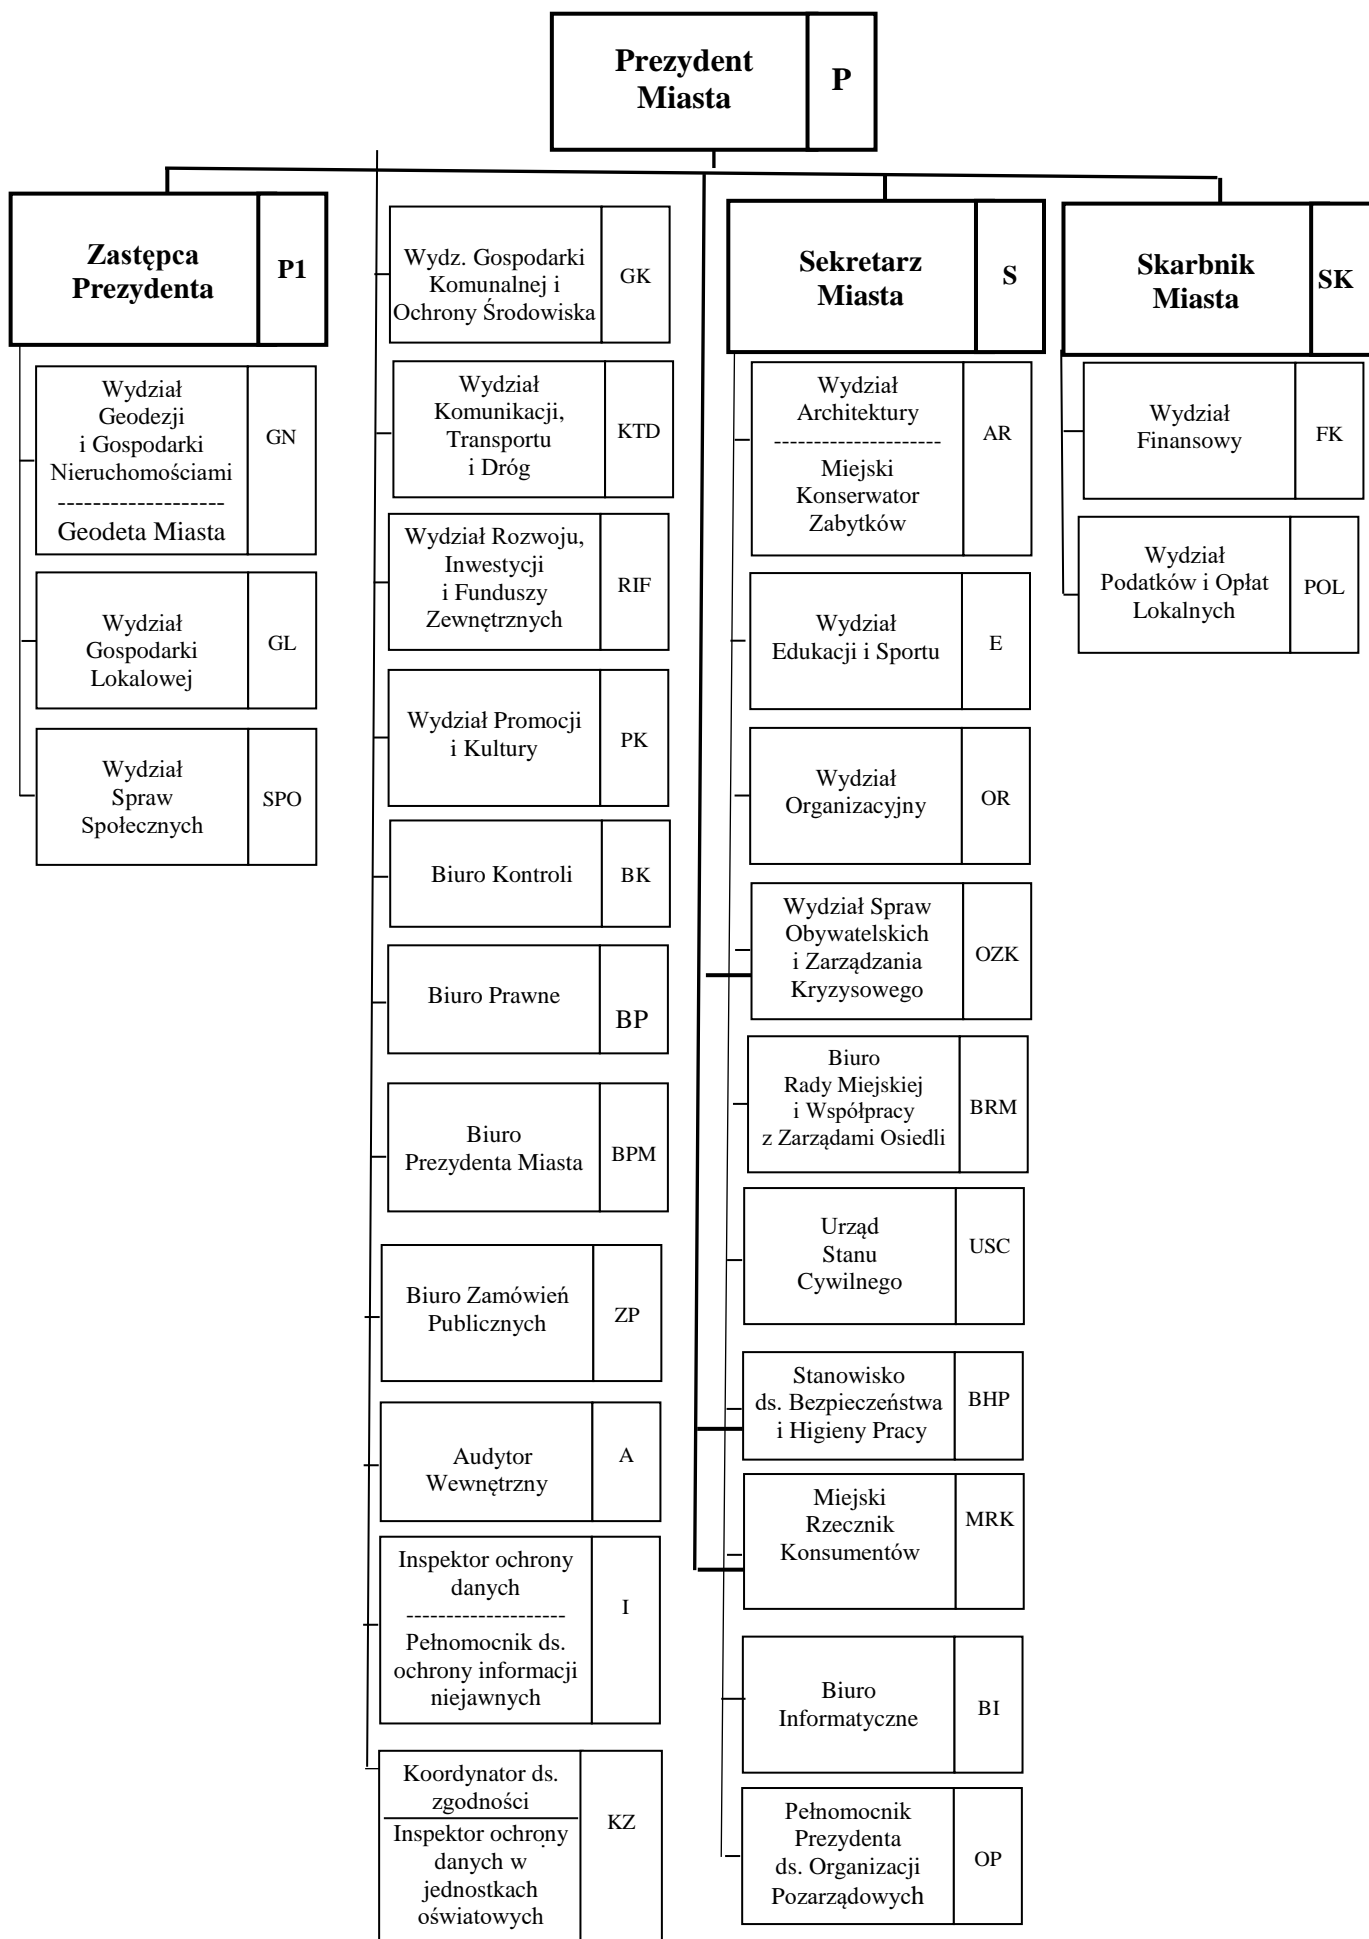 Prezydent
Miasta
P
Zastępca
Prezydenta
P1
Wydział
Geodezji
i Gospodarki
Nieruchomościami
---------------------
Geodeta Miasta
GN
Wydział
Gospodarki
Lokalowej
GL
Wydział
Spraw
Społecznych
SPO
Wydz. Gospodarki
Komunalnej i
Ochrony Środowiska
GK
Wydział
Komunikacji,
Transportu
i Dróg
KTD
Wydział Rozwoju,
Inwestycji
i Funduszy
Zewnętrznych
RIF
Wydział Promocji
i Kultury
PK
Biuro Kontroli
BK
Biuro Prawne
BP
Biuro
Prezydenta Miasta
BPM
Biuro Zamówień
Publicznych
ZP
Audytor
Wewnętrzny
A
Inspektor ochrony
danych
--------------------
Pełnomocnik ds.
ochrony informacji
niejawnych
I
Koordynator ds.
zgodności
Inspektor ochrony
danych w
jednostkach
oświatowych
KZ
Sekretarz
Miasta
S
Wydział
Architektury
----------------------
Miejski
Konserwator
Zabytków
AR
Wydział
Edukacji i Sportu
E
Wydział
Organizacyjny
OR
Wydział Spraw
Obywatelskich
i Zarządzania
Kryzysowego
OZK
Biuro
Rady Miejskiej
i Współpracy
z Zarządami Osiedli
BRM
Urząd
Stanu
Cywilnego
USC
Stanowisko
ds. Bezpieczeństwa
i Higieny Pracy
BHP
Miejski
Rzecznik
Konsumentów
MRK
Biuro
Informatyczne
BI
Pełnomocnik
Prezydenta
ds. Organizacji
Pozarządowych
OP
Skarbnik
Miasta
SK
Wydział
Finansowy
FK
Wydział
Podatków i Opłat
Lokalnych
POL